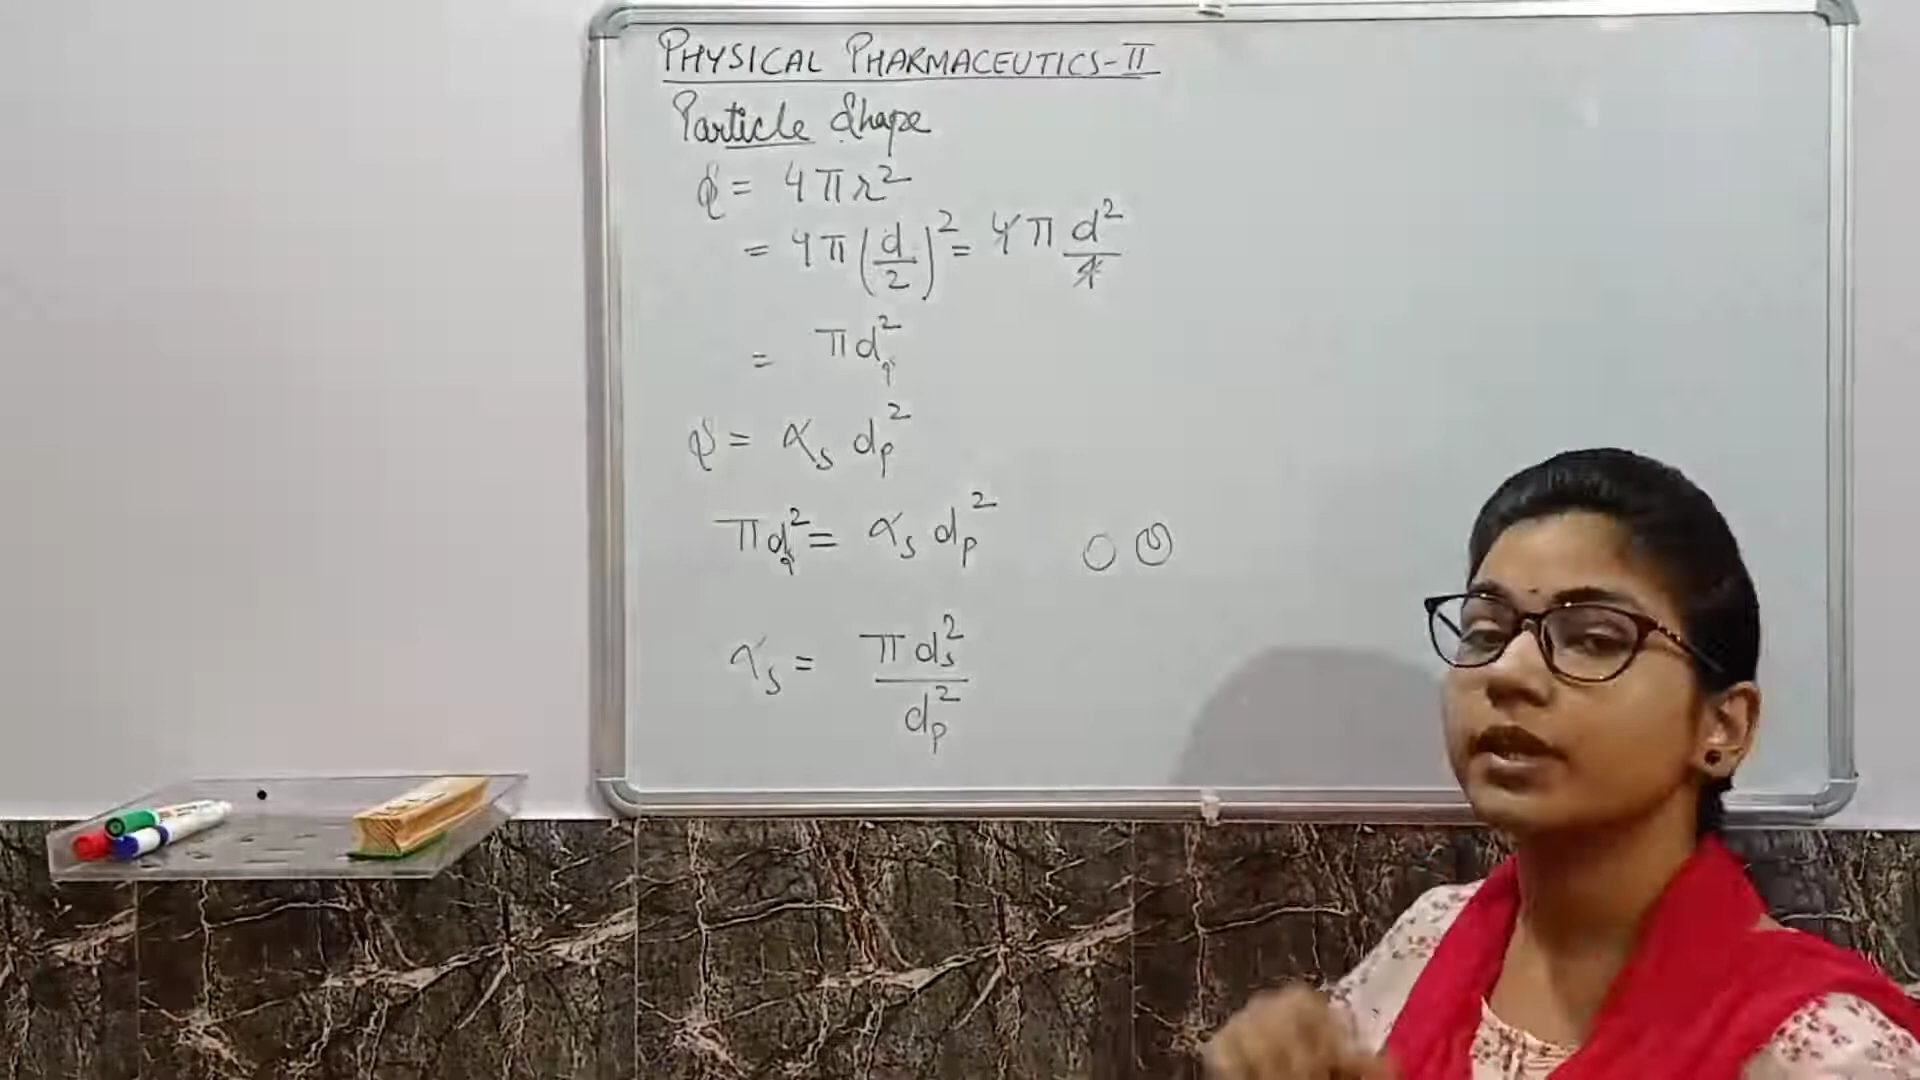 PHYSICAL PHARMACEUTICS-II
Particle Shape
= 4πr²
= 4π(d/2)² = 4π d²/4
= πd²
= αₛ dₚ²
πdₛ² = αₛ dₚ²
αₛ = πdₛ²/dₚ²